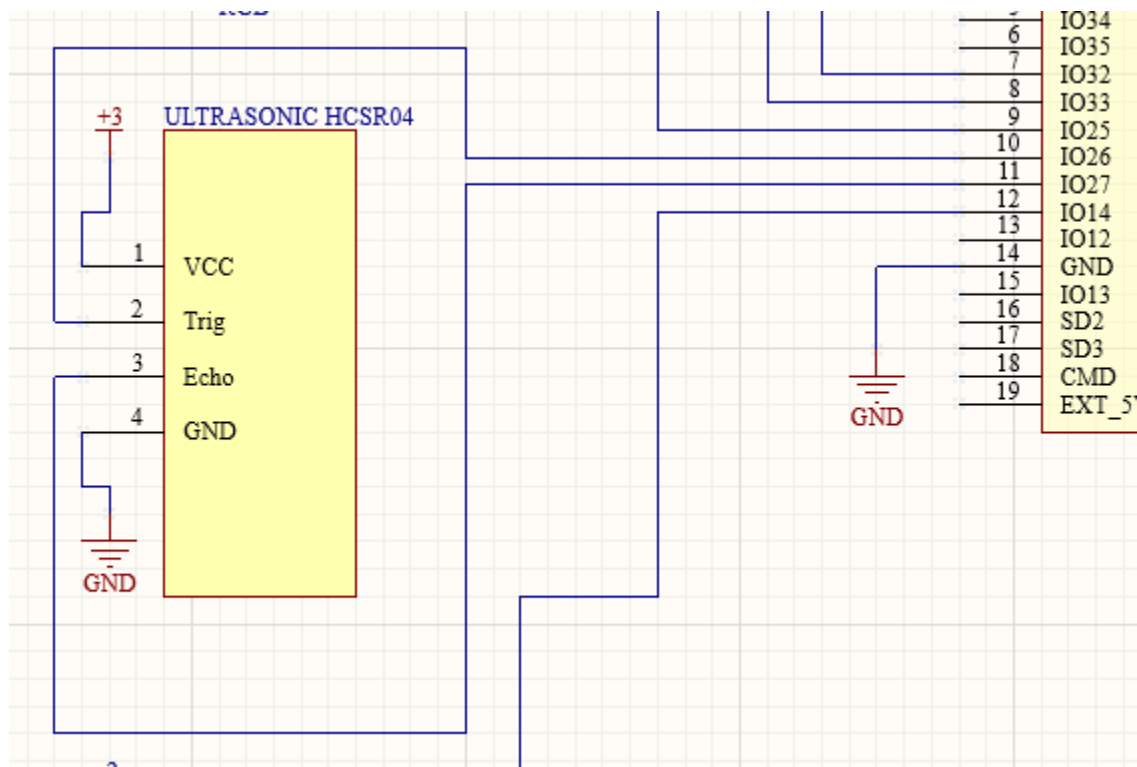 +3
ULTRASONIC HCSR04
1 VCC
2 Trig
3 Echo
4 GND
GND
IO34
6 IO35
7 IO32
8 IO33
9 IO25
10 IO26
11 IO27
12 IO14
13 IO12
14 GND
15 IO13
16 SD2
17 SD3
18 CMD
19 EXT_5
GND